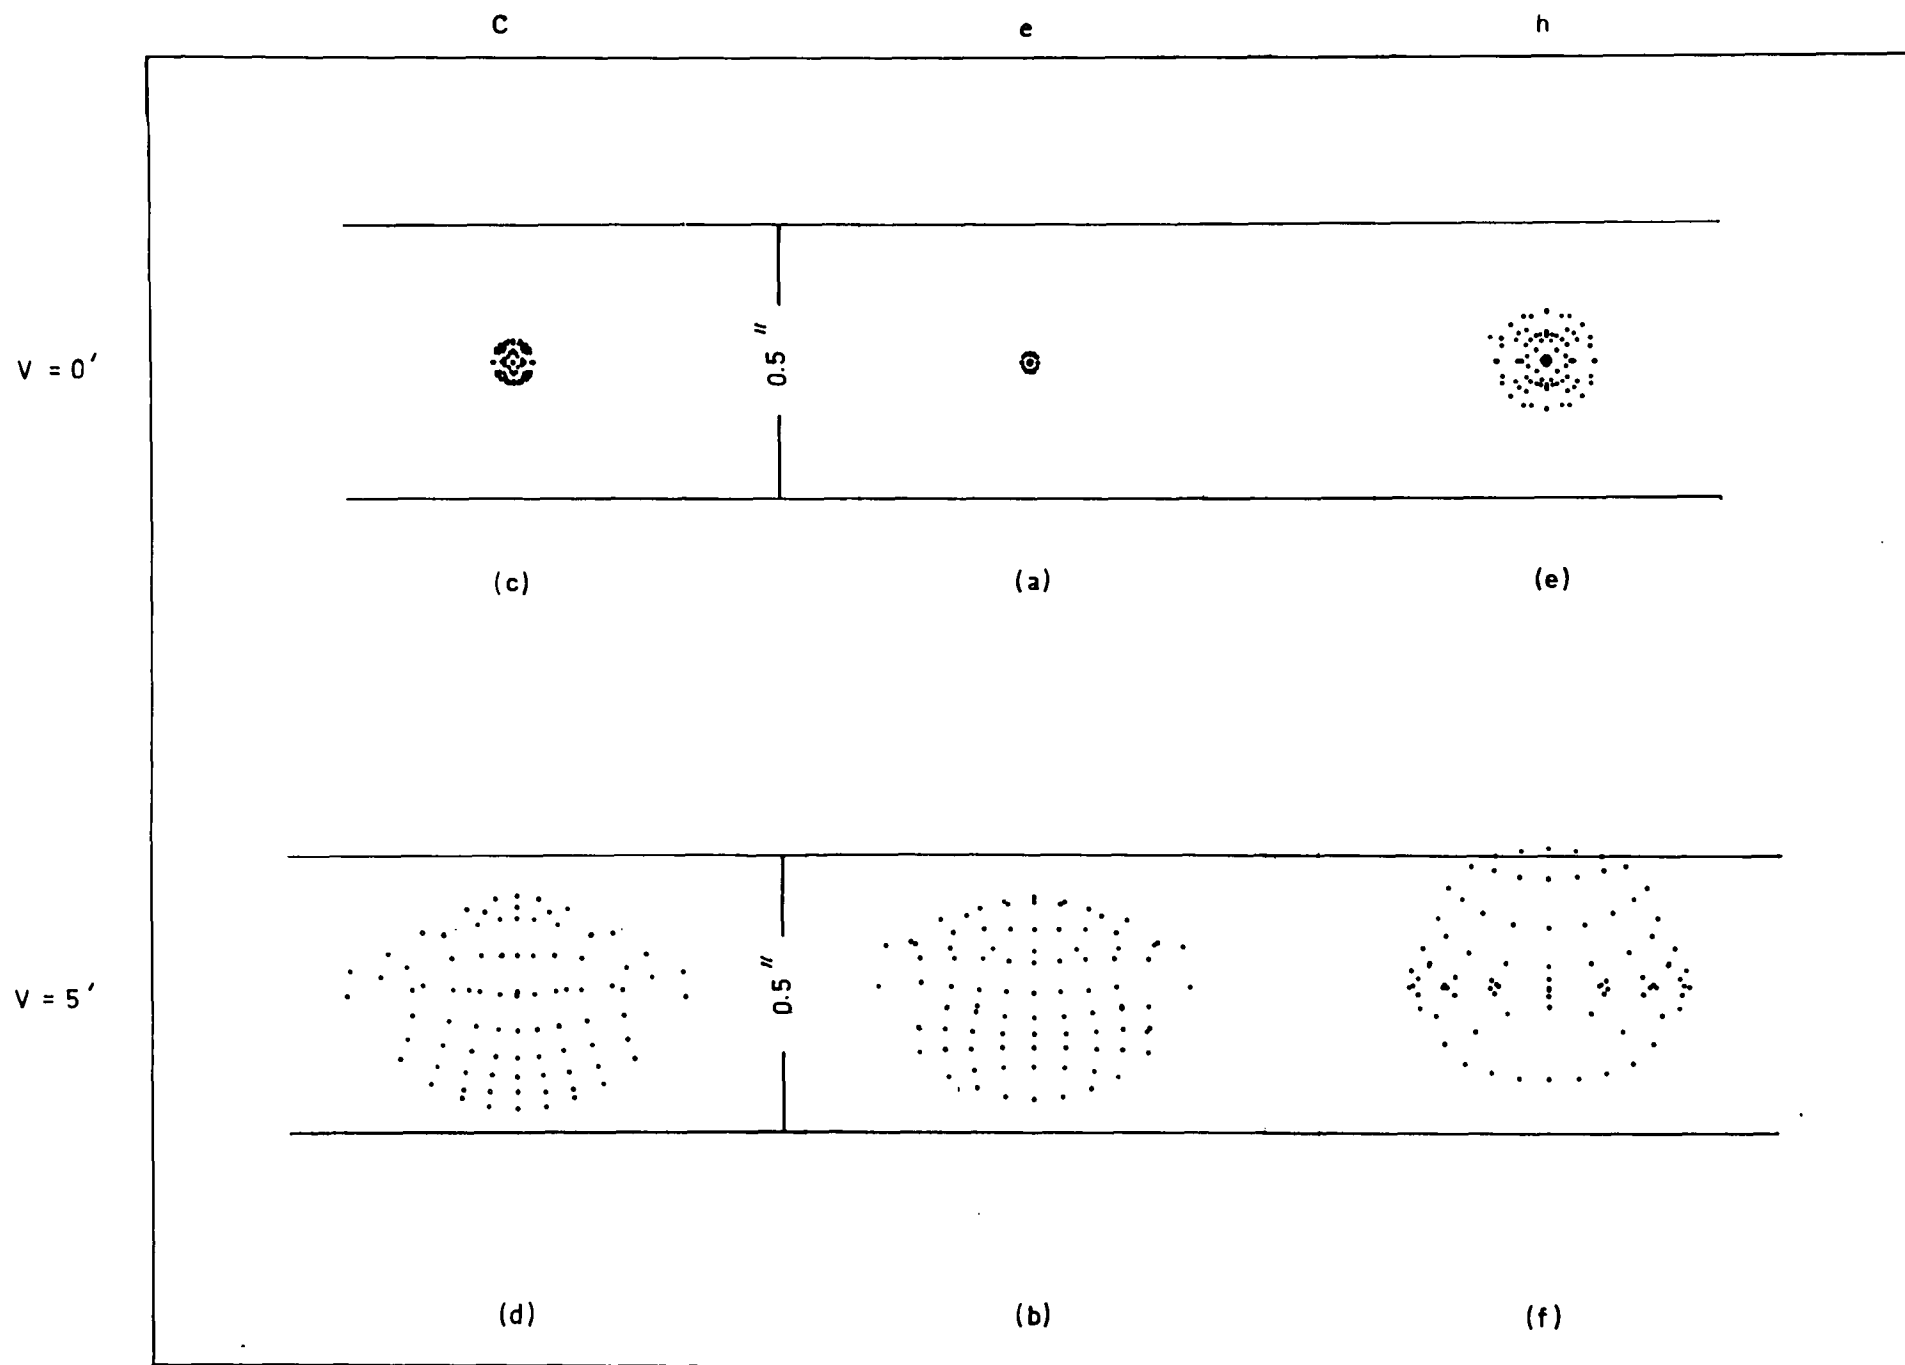 C e h
V = 0′
0.5 ″
(c) (a) (e)
V = 5′
0.5 ″
(d) (b) (f)